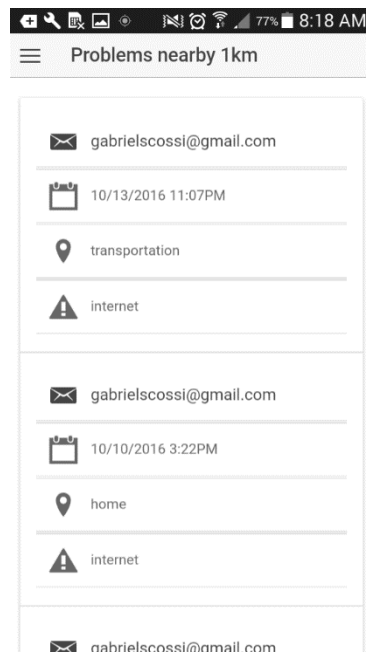 77% 8:18 AM
Problems nearby 1km
gabrielscossi@gmail.com
10/13/2016 11:07PM
transportation
internet
gabrielscossi@gmail.com
10/10/2016 3:22PM
home
internet
gabrielscossi@gmail.com